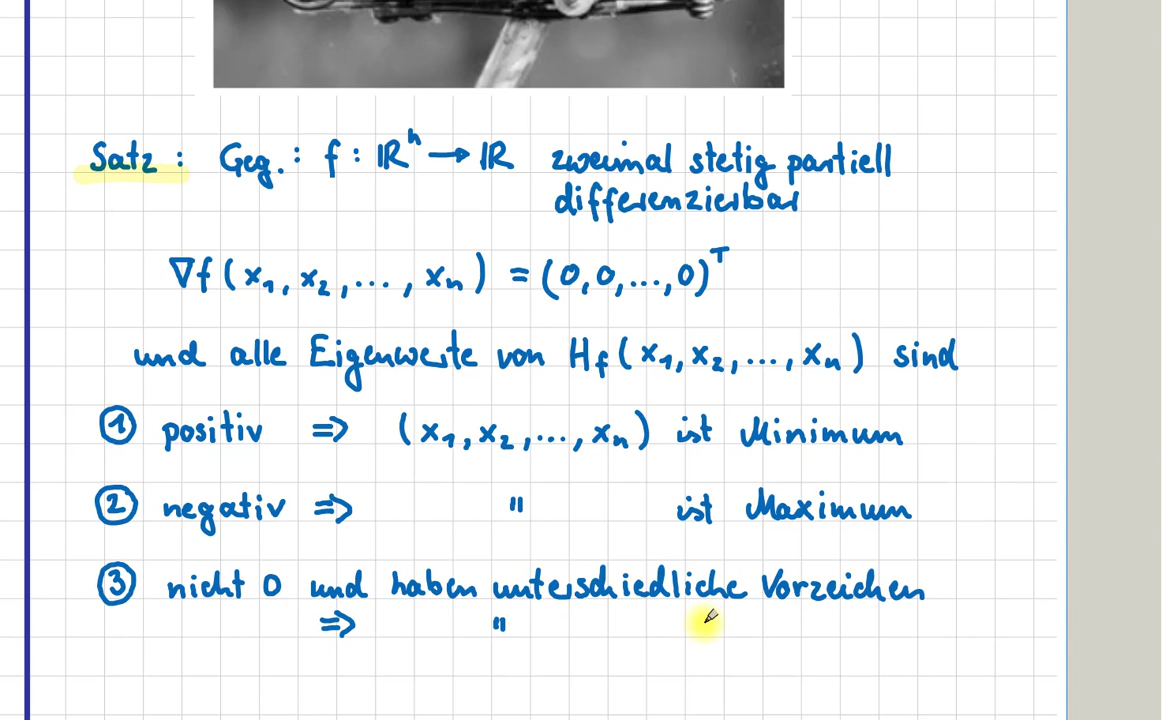 Satz : Geg. : f : ℝⁿ → ℝ zweimal stetig partiell
differenzierbar
∇f ( x₁, x₂, ..., xₙ ) = (0, 0, ..., 0)ᵀ
und alle Eigenwerte von H_f ( x₁, x₂, ..., xₙ ) sind
① positiv ⇒ ( x₁, x₂, ..., xₙ ) ist Minimum
② negativ ⇒ " ist Maximum
③ nicht 0 und haben unterschiedliche Vorzeichen
⇒ "